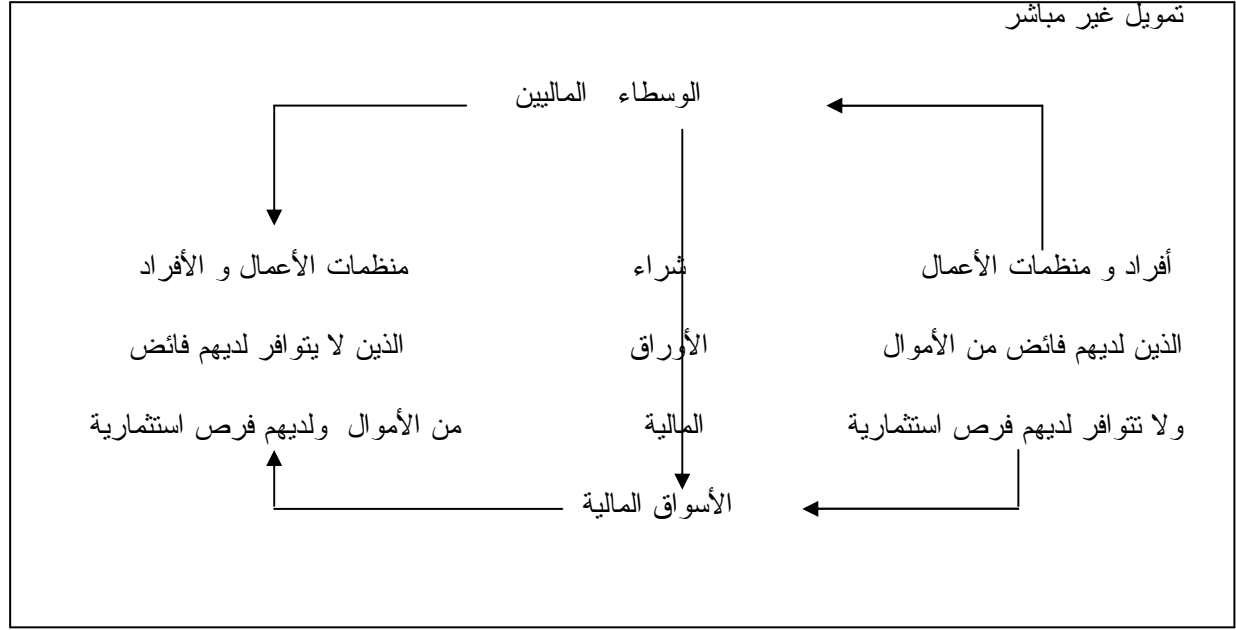 تمويل غير مباشر
الوسطاء الماليين
أفراد و منظمات الأعمال شراء منظمات الأعمال و الأفراد
الذين لديهم فائض من الأموال الأوراق الذين لا يتوافر لديهم فائض
ولا تتوافر لديهم فرص استثمارية المالية من الأموال ولديهم فرص استثمارية
الأسواق المالية